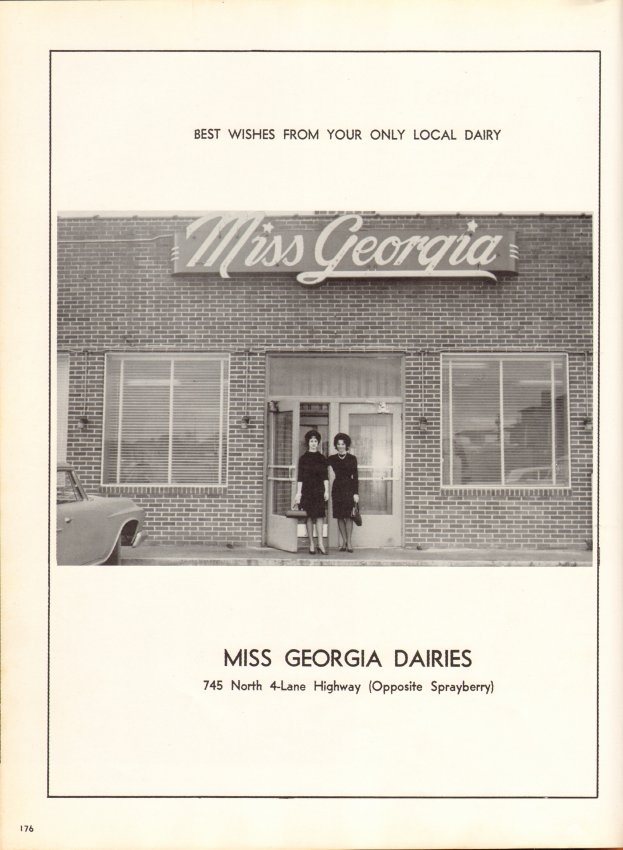 BEST WISHES FROM YOUR ONLY LOCAL DAIRY
Miss Georgia
MISS GEORGIA DAIRIES
745 North 4-Lane Highway (Opposite Sprayberry)
176